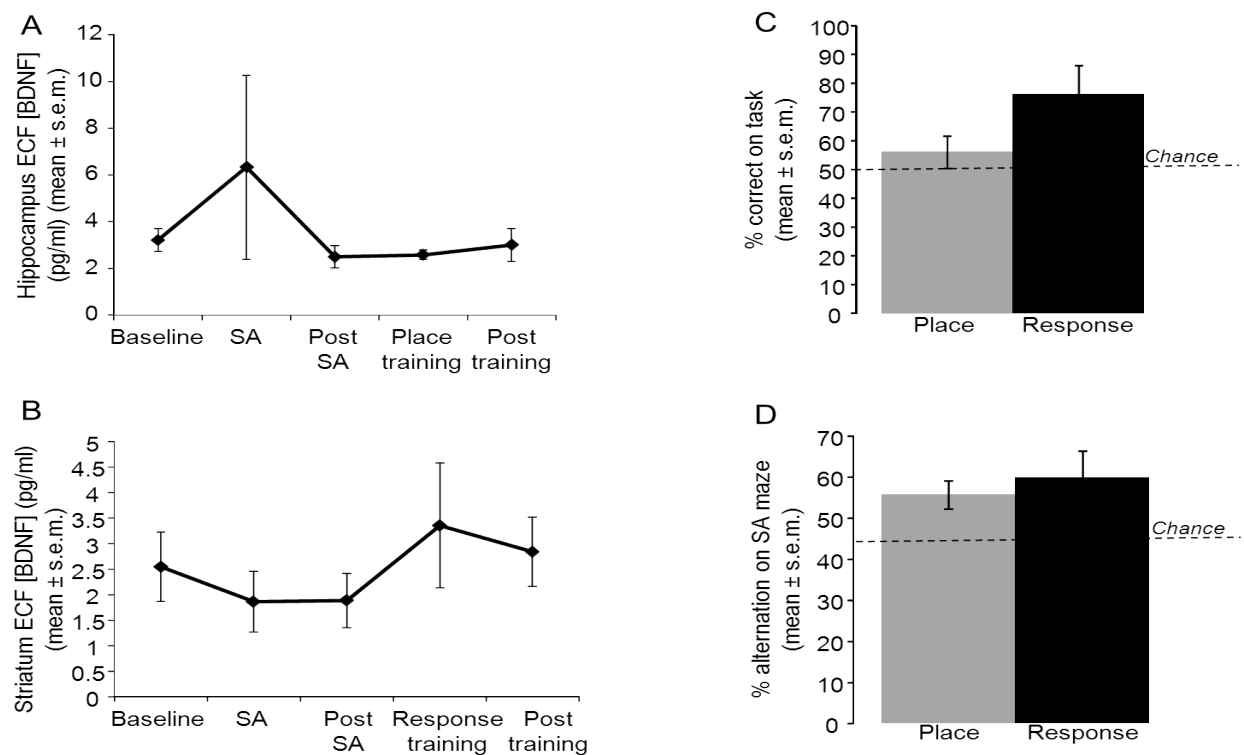 A
Hippocampus ECF [BDNF]
(pg/ml) (mean ± s.e.m.)
12
10
8
6
4
2
0
Baseline
SA
Post
SA
Place
training
Post
training
B
Striatum ECF [BDNF] (pg/ml)
(mean ± s.e.m.)
5
4.5
4
3.5
3
2.5
2
1.5
1
0.5
0
Baseline
SA
Post
SA
Response
training
Post
training
C
% correct on task
(mean ± s.e.m.)
100
90
80
70
60
50
40
30
20
10
0
Chance
Place
Response
D
% alternation on SA maze
(mean ± s.e.m.)
70
60
50
40
30
20
10
0
Chance
Place
Response